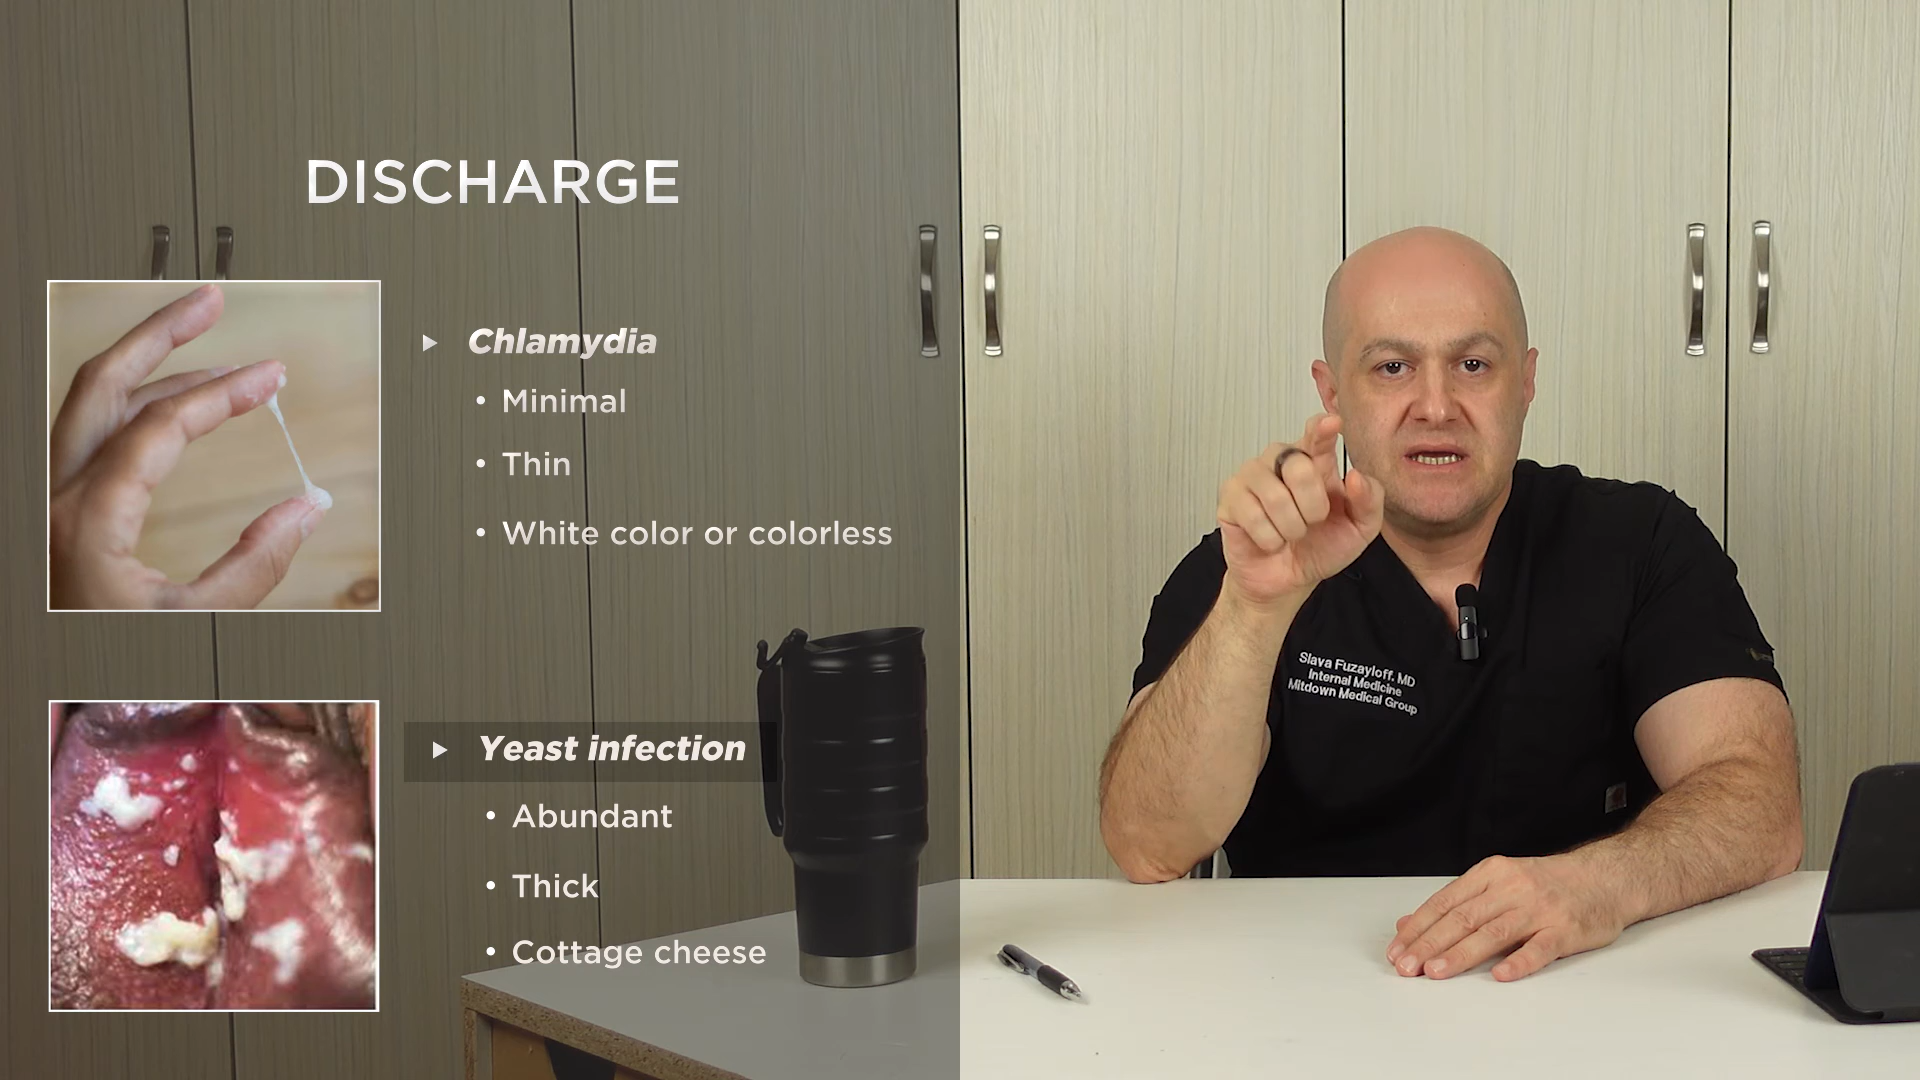 DISCHARGE
Chlamydia
• Minimal
• Thin
• White color or colorless
Yeast infection
• Abundant
• Thick
• Cottage cheese
Slava Fuzayloff, MD
Internal Medicine
Mitdown Medical Group